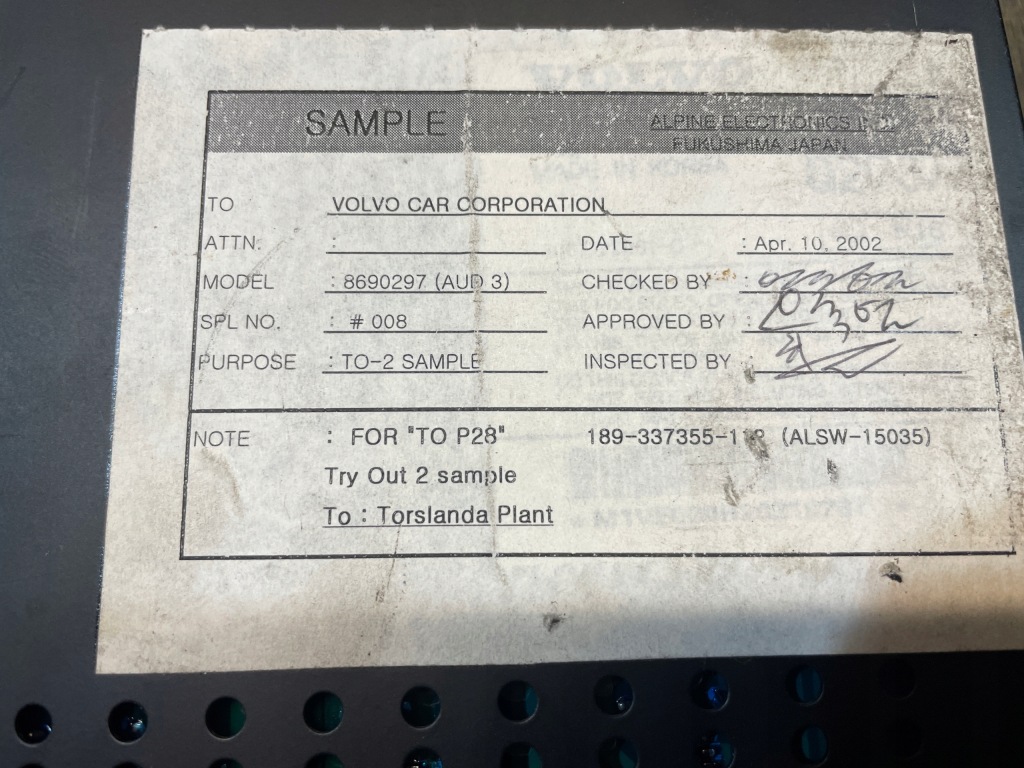 SAMPLE
ALPINE ELECTRONICS INC.
FUKUSHIMA JAPAN
TO VOLVO CAR CORPORATION
ATTN. : DATE : Apr. 10, 2002
MODEL : 8690297 (AUD 3) CHECKED BY :
SPL NO. : # 008 APPROVED BY :
PURPOSE : TO-2 SAMPLE INSPECTED BY :
NOTE : FOR "TO P28" (ALSW-15035)
Try Out 2 sample
To : Torslanda Plant